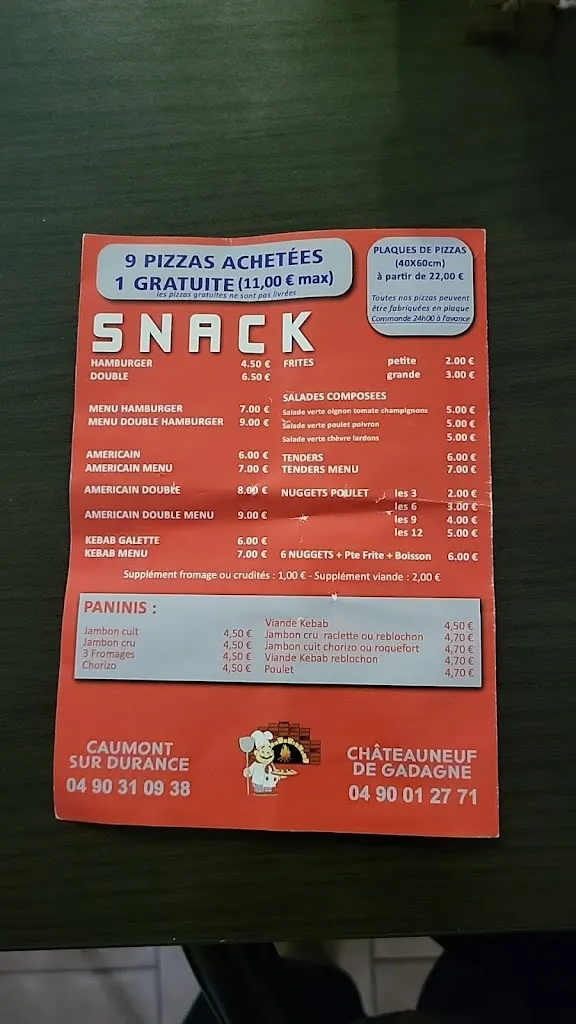 9 PIZZAS ACHETÉES
1 GRATUITE (11,00 € max)
les pizzas gratuites ne sont pas livrées
PLAQUES DE PIZZAS
(40X60cm)
à partir de 22,00 €
Toutes nos pizzas peuvent
être fabriquées en plaque
Commande 24h00 à l'avance
SNACK
HAMBURGER 4.50 €
DOUBLE 6.50 €
MENU HAMBURGER 7.00 €
MENU DOUBLE HAMBURGER 9.00 €
AMERICAIN 6.00 €
AMERICAIN MENU 7.00 €
AMERICAIN DOUBLE 8.00 €
AMERICAIN DOUBLE MENU 9.00 €
KEBAB GALETTE 6.00 €
KEBAB MENU 7.00 €
FRITES petite 2.00 €
grande 3.00 €
SALADES COMPOSEES
Salade verte oignon tomate champignons 5.00 €
Salade verte poulet poivron 5.00 €
Salade verte chèvre lardons 5.00 €
TENDERS 6.00 €
TENDERS MENU 7.00 €
NUGGETS POULET les 3 2.00 €
les 6 3.00 €
les 9 4.00 €
les 12 5.00 €
6 NUGGETS + Pte Frite + Boisson 6.00 €
Supplément fromage ou crudités : 1,00 € - Supplément viande : 2,00 €
PANINIS :
Jambon cuit 4,50 €
Jambon cru 4,50 €
3 Fromages 4,50 €
Chorizo 4,50 €
Viande Kebab 4,50 €
Jambon cru raclette ou reblochon 4,70 €
Jambon cuit chorizo ou roquefort 4,70 €
Viande Kebab reblochon 4,70 €
Poulet 4,70 €
CAUMONT
SUR DURANCE
04 90 31 09 38
CHÂTEAUNEUF
DE GADAGNE
04 90 01 27 71